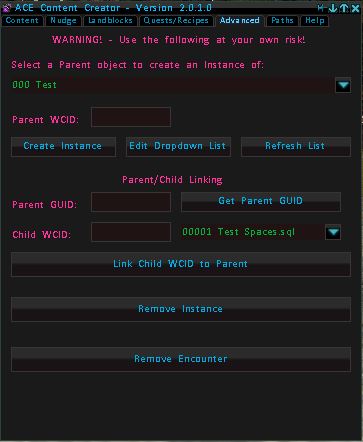 ACE Content Creator - Version 2.0.1.0
Content Nudge Landblocks Quests/Recipes Advanced Paths Help
WARNING! - Use the following at your own risk!
Select a Parent object to create an Instance of:
000 Test
Parent WCID:
Create Instance Edit Dropdown List Refresh List
Parent/Child Linking
Parent GUID: Get Parent GUID
Child WCID: 00001 Test Spaces.sql
Link Child WCID to Parent
Remove Instance
Remove Encounter